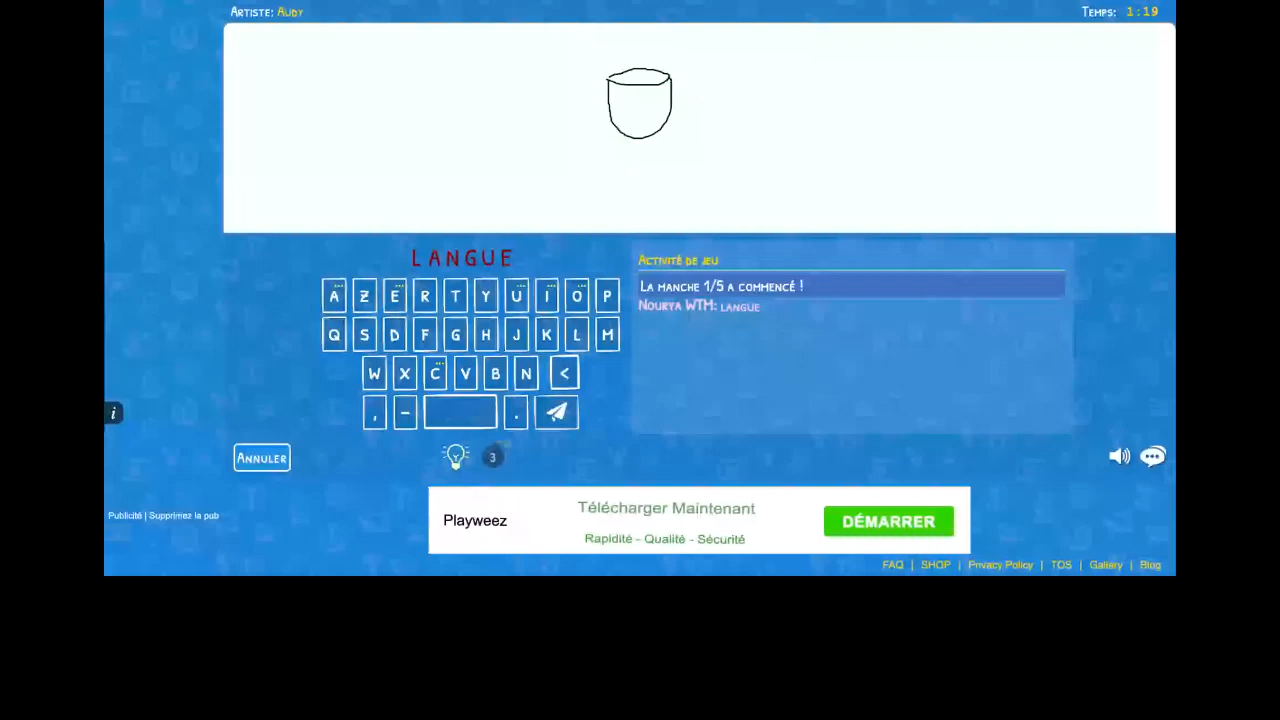 Artiste: Audy
Temps: 1:19
LANGUE
Activité de jeu
La manche 1/5 a commencé !
Nourya WTM: langue
A Z E R T Y U I O P
Q S D F G H J K L M
W X C V B N <
, - .
i
Annuler
3
Publicité | Supprimez la pub
Playweez
Télécharger Maintenant
Rapidité - Qualité - Sécurité
DÉMARRER
FAQ | SHOP | Privacy Policy | TOS | Gallery | Blog